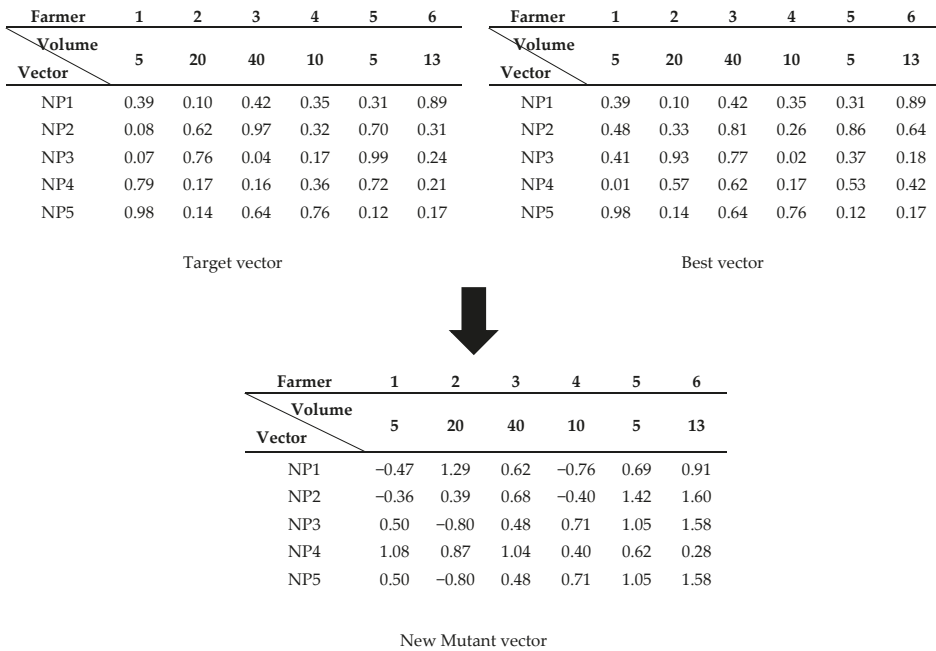 Farmer 1 2 3 4 5 6
Volume
Vector
5 20 40 10 5 13
NP1 0.39 0.10 0.42 0.35 0.31 0.89
NP2 0.08 0.62 0.97 0.32 0.70 0.31
NP3 0.07 0.76 0.04 0.17 0.99 0.24
NP4 0.79 0.17 0.16 0.36 0.72 0.21
NP5 0.98 0.14 0.64 0.76 0.12 0.17
Target vector
Farmer 1 2 3 4 5 6
Volume
Vector
5 20 40 10 5 13
NP1 0.39 0.10 0.42 0.35 0.31 0.89
NP2 0.48 0.33 0.81 0.26 0.86 0.64
NP3 0.41 0.93 0.77 0.02 0.37 0.18
NP4 0.01 0.57 0.62 0.17 0.53 0.42
NP5 0.98 0.14 0.64 0.76 0.12 0.17
Best vector
Farmer 1 2 3 4 5 6
Volume
Vector
5 20 40 10 5 13
NP1 −0.47 1.29 0.62 −0.76 0.69 0.91
NP2 −0.36 0.39 0.68 −0.40 1.42 1.60
NP3 0.50 −0.80 0.48 0.71 1.05 1.58
NP4 1.08 0.87 1.04 0.40 0.62 0.28
NP5 0.50 −0.80 0.48 0.71 1.05 1.58
New Mutant vector